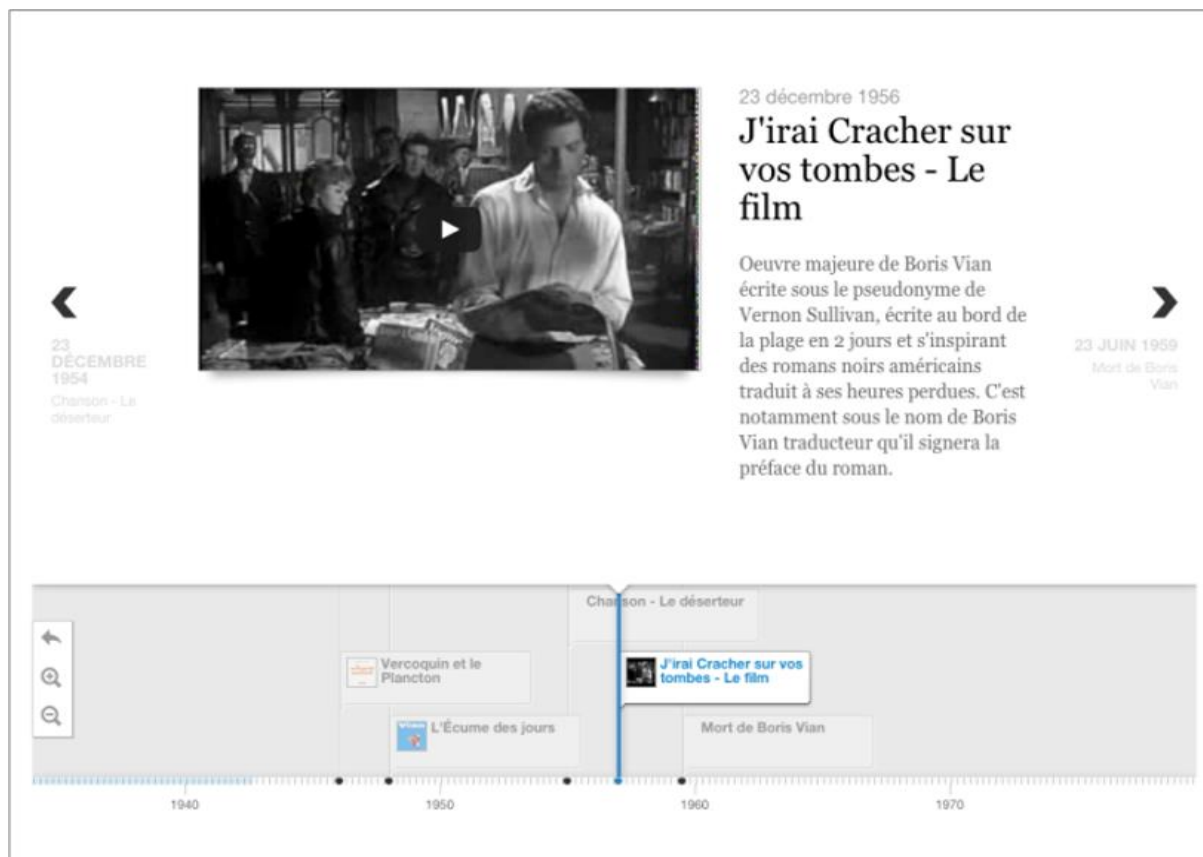 23 décembre 1956
J'irai Cracher sur
vos tombes - Le
film
Oeuvre majeure de Boris Vian
écrite sous le pseudonyme de
Vernon Sullivan, écrite au bord de
la plage en 2 jours et s'inspirant
des romans noirs américains
traduit à ses heures perdues. C'est
notamment sous le nom de Boris
Vian traducteur qu'il signera la
préface du roman.
23
DÉCEMBRE
1954
Chanson - Le
déserteur
23 JUIN 1959
Mort de Boris
Vian
Chanson - Le déserteur
Vercoquin et le
Plancton
J'irai Cracher sur vos
tombes - Le film
L'Écume des jours
Mort de Boris Vian
1940
1950
1960
1970